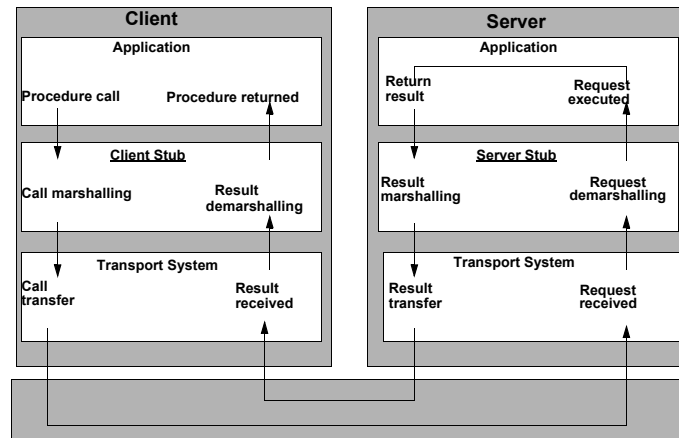 Client
Application
Procedure call
Procedure returned
Client Stub
Call marshalling
Result
demarshalling
Transport System
Call
transfer
Result
received
Server
Application
Return
result
Request
executed
Server Stub
Result
marshalling
Request
demarshalling
Transport System
Result
transfer
Request
received